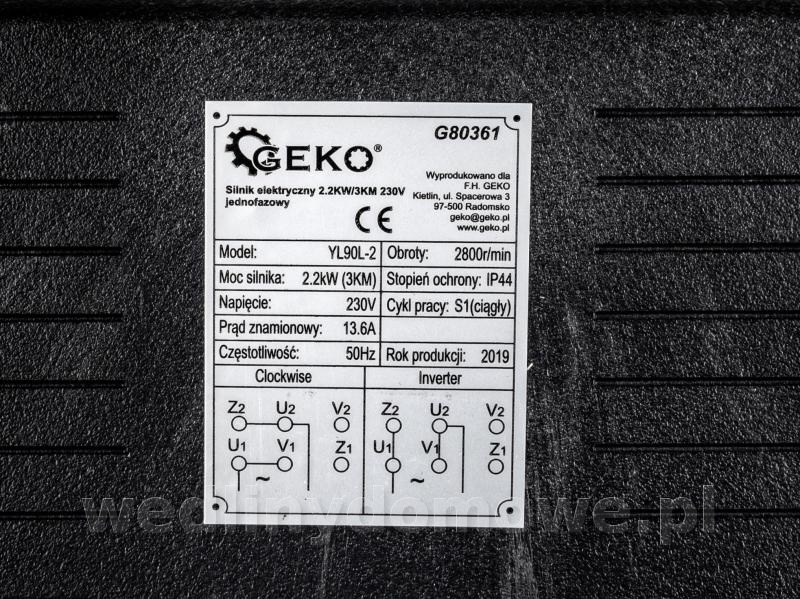 GEKO®
G80361
Silnik elektryczny 2.2KW/3KM 230V
jednofazowy
CE
Wyprodukowano dla
F.H. GEKO
Kietlin, ul. Spacerowa 3
97-500 Radomsko
geko@geko.pl
www.geko.pl
Model: YL90L-2 Obroty: 2800r/min
Moc silnika: 2.2kW (3KM) Stopień ochrony: IP44
Napięcie: 230V Cykl pracy: S1(ciągły)
Prąd znamionowy: 13.6A
Częstotliwość: 50Hz Rok produkcji: 2019
Clockwise Inverter
Z2 U2 V2 Z2 U2 V2
U1 V1 Z1 U1 V1 Z1
~ ~
wedlinydomowe.pl